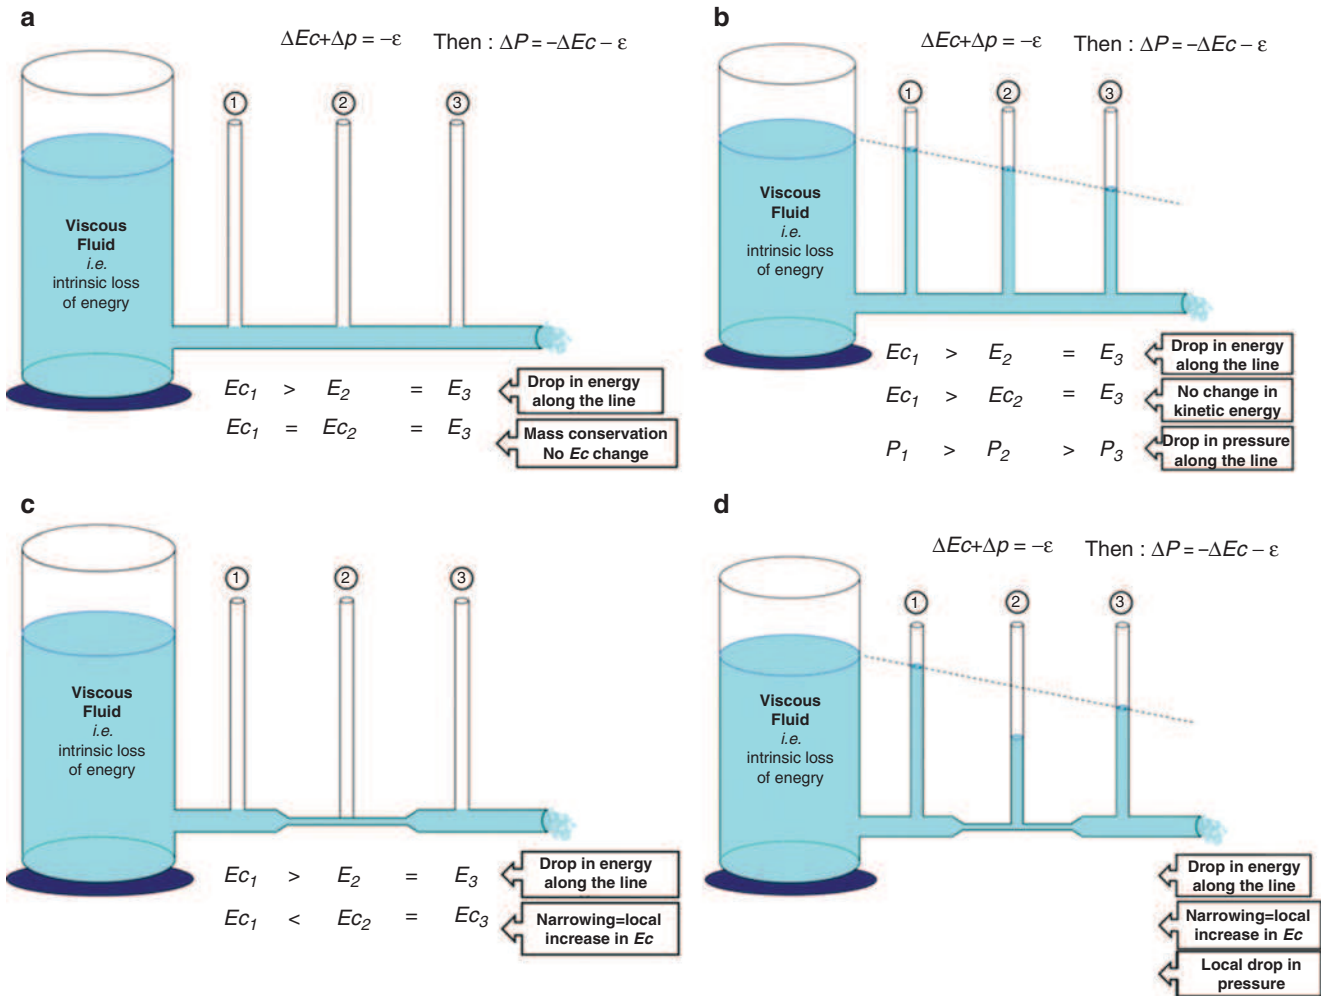 a
ΔEc+Δp = –ε Then : ΔP = –ΔEc – ε
1 2 3
Viscous
Fluid
i.e.
intrinsic loss
of enegry
Ec1 > E2 = E3
Drop in energy
along the line
Ec1 = Ec2 = E3
Mass conservation
No Ec change
b
ΔEc+Δp = –ε Then : ΔP = –ΔEc – ε
1 2 3
Viscous
Fluid
i.e.
intrinsic loss
of enegry
Ec1 > E2 = E3
Drop in energy
along the line
Ec1 > Ec2 = E3
No change in
kinetic energy
P1 > P2 > P3
Drop in pressure
along the line
c
1 2 3
Viscous
Fluid
i.e.
intrinsic loss
of enegry
Ec1 > E2 = E3
Drop in energy
along the line
Ec1 < Ec2 = Ec3
Narrowing=local
increase in Ec
d
ΔEc+Δp = –ε Then : ΔP = –ΔEc – ε
1 2 3
Viscous
Fluid
i.e.
intrinsic loss
of enegry
Drop in energy
along the line
Narrowing=local
increase in Ec
Local drop in
pressure